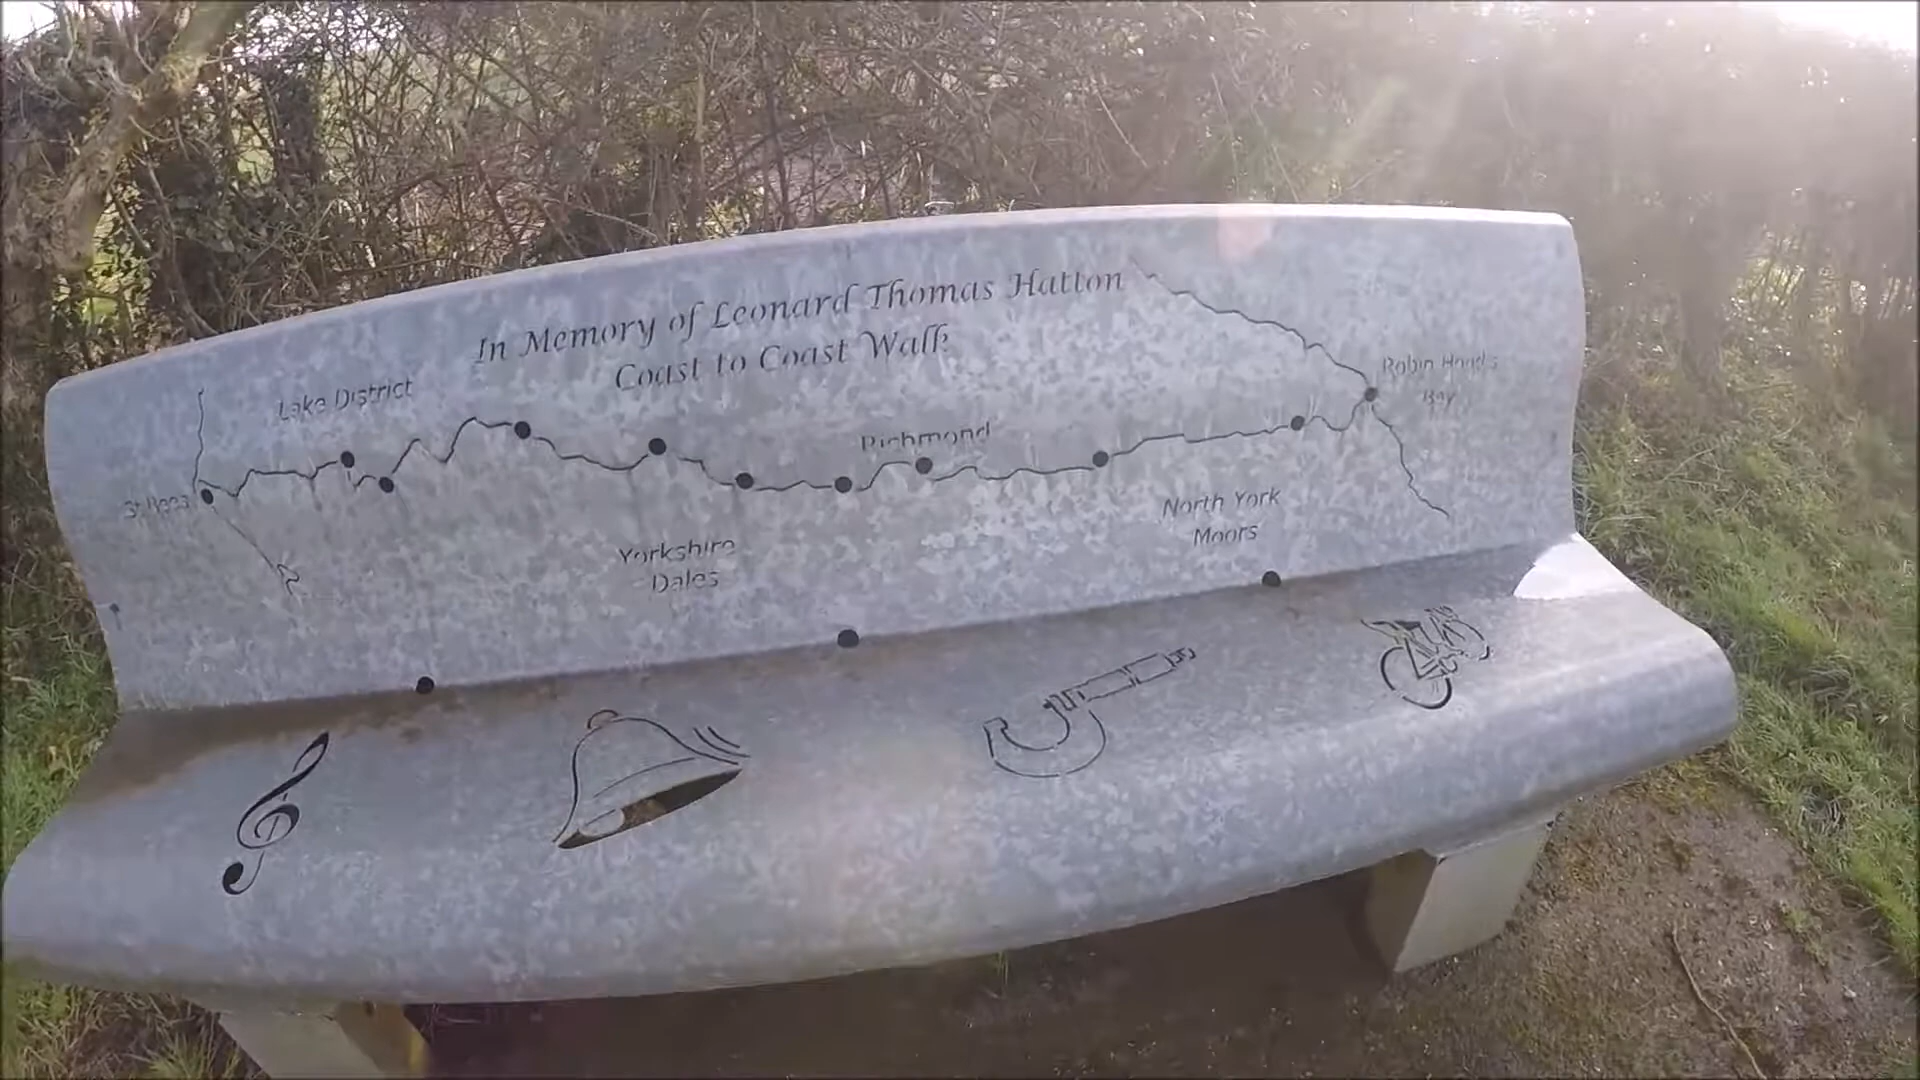 In Memory of Leonard Thomas Hatton
Coast to Coast Walk
Lake District
Robin Hood's
Bay
Richmond
St Bees
North York
Moors
Yorkshire
Dales